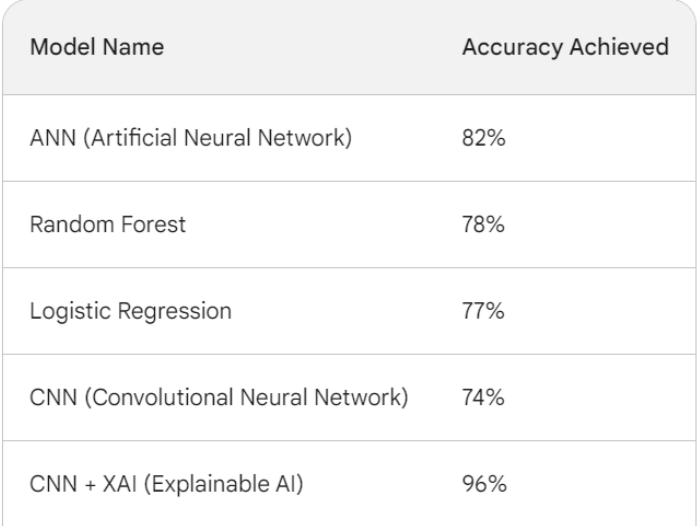 Model Name Accuracy Achieved
ANN (Artificial Neural Network) 82%
Random Forest 78%
Logistic Regression 77%
CNN (Convolutional Neural Network) 74%
CNN + XAI (Explainable AI) 96%